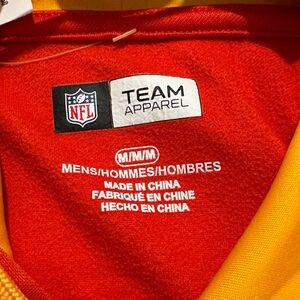 NFL
TEAM
APPAREL
M/M/M
MENS/HOMMES/HOMBRES
MADE IN CHINA
FABRIQUÉ EN CHINE
HECHO EN CHINA